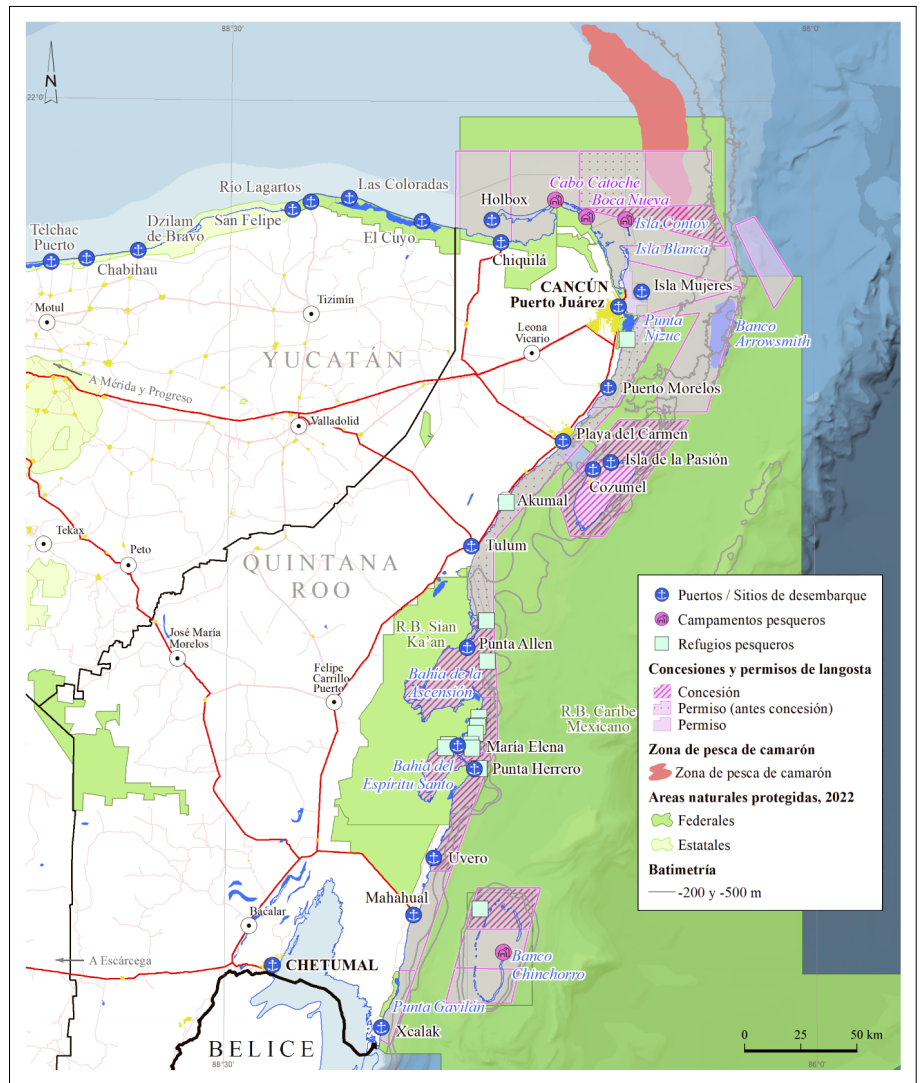 88°30'
86°0'
N
22°0'
Río Lagartos
Las Coloradas
Cabo Catoche
Boca Nueva
Holbox
Dzilam
de Bravo
San Felipe
Telchac
Puerto
Isla Contoy
El Cuyo
Chiquilá
Isla Blanca
Chabihau
CANCÚN
Puerto Juárez
Isla Mujeres
Motul
Tizimín
Leona
Vicario
Punta
Nizuc
Banco
Arrowsmith
YUCATÁN
A Mérida y Progreso
Puerto Morelos
Valladolid
Playa del Carmen
Isla de la Pasión
Cozumel
Akumal
Tekax
Peto
Tulum
QUINTANA
ROO
José María
Morelos
R.B. Sian
Ka'an
Punta Allen
Felipe
Carrillo
Puerto
Bahía de la
Ascensión
R.B. Caribe
Mexicano
María Elena
Bahía del
Espíritu Santo
Punta Herrero
Uvero
Mahahual
Bacalar
A Escárcega
CHETUMAL
Banco
Chinchorro
Punta Gavilán
Xcalak
BELICE
88°30'
86°0'
Puertos / Sitios de desembarque
Campamentos pesqueros
Refugios pesqueros
Concesiones y permisos de langosta
Concesión
Permiso (antes concesión)
Permiso
Zona de pesca de camarón
Zona de pesca de camarón
Areas naturales protegidas, 2022
Federales
Estatales
Batimetría
-200 y -500 m
0 25 50 km